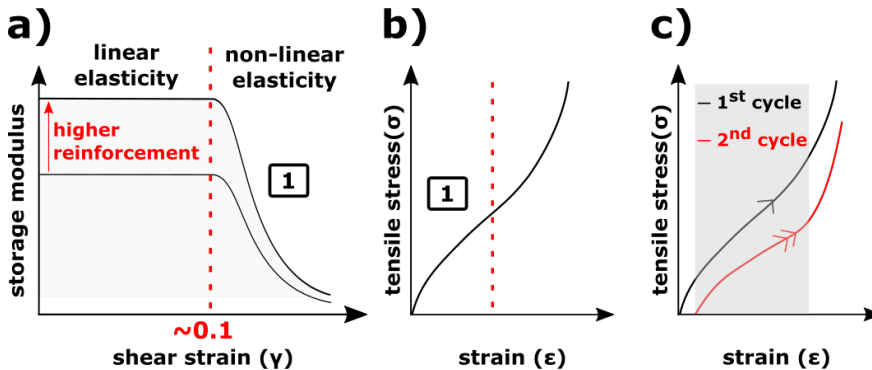 a)
linear
elasticity
non-linear
elasticity
higher
reinforcement
1
storage modulus
~0.1
shear strain (γ)
b)
1
tensile stress(σ)
strain (ε)
c)
– 1st cycle
– 2nd cycle
tensile stress(σ)
strain (ε)